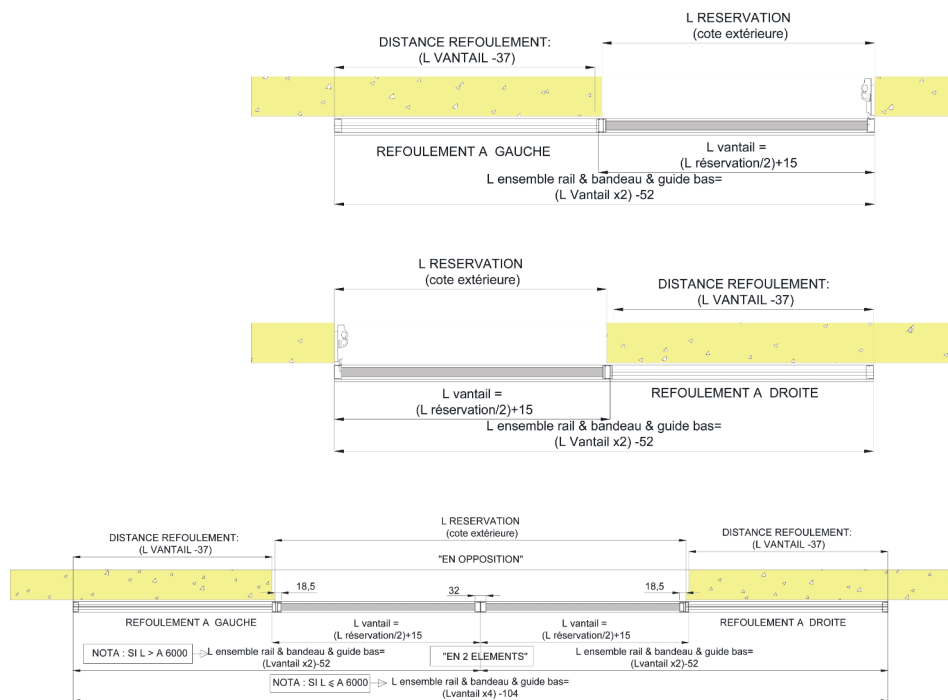 L RESERVATION
(cote extérieure)
DISTANCE REFOULEMENT:
(L VANTAIL -37)
REFOULEMENT A GAUCHE
L vantail =
(L réservation/2)+15
L ensemble rail & bandeau & guide bas=
(L Vantail x2) -52
L RESERVATION
(cote extérieure)
DISTANCE REFOULEMENT:
(L VANTAIL -37)
L vantail =
(L réservation/2)+15
REFOULEMENT A DROITE
L ensemble rail & bandeau & guide bas=
(L Vantail x2) -52
L RESERVATION
(cote extérieure)
DISTANCE REFOULEMENT:
(L VANTAIL -37)
DISTANCE REFOULEMENT:
(L VANTAIL -37)
"EN OPPOSITION"
18,5
32
18,5
REFOULEMENT A GAUCHE
L vantail =
(L réservation/2)+15
L vantail =
(L réservation/2)+15
REFOULEMENT A DROITE
NOTA : SI L > A 6000
L ensemble rail & bandeau & guide bas=
(Lvantail x2)-52
"EN 2 ELEMENTS"
L ensemble rail & bandeau & guide bas=
(Lvantail x2)-52
NOTA : SI L ⩽ A 6000
L ensemble rail & bandeau & guide bas=
(Lvantail x4) -104